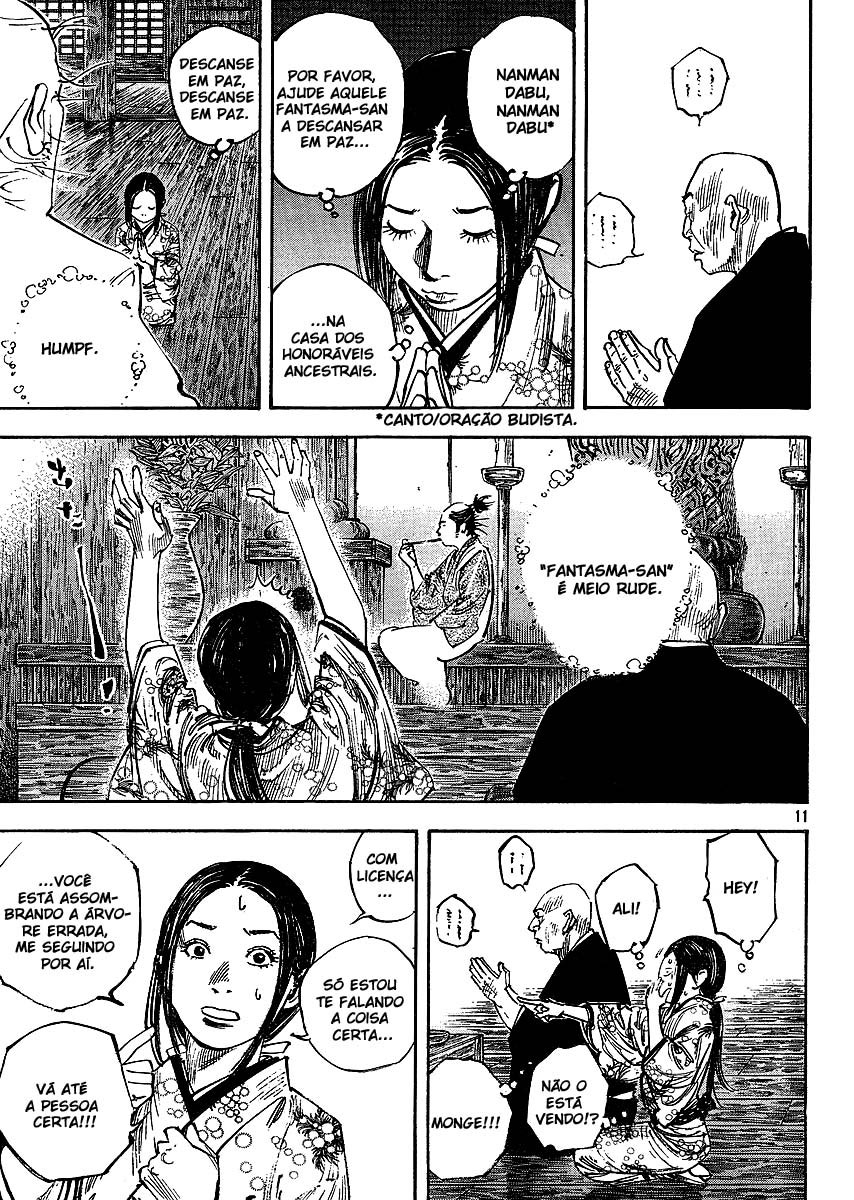 NANMAN
DABU,
NANMAN
DABU*
POR FAVOR,
AJUDE AQUELE
FANTASMA-SAN
A DESCANSAR
EM PAZ...
...NA
CASA DOS
HONORÁVEIS
ANCESTRAIS.
DESCANSE
EM PAZ,
DESCANSE
EM PAZ.
HUMPF.
*CANTO/ORAÇÃO BUDISTA.
"FANTASMA-SAN"
É MEIO RUDE.
11
HEY!
ALI!
NÃO O
ESTÁ
VENDO!?
MONGE!!!
COM
LICENÇA
...
SÓ ESTOU
TE FALANDO
A COISA
CERTA...
...VOCÊ
ESTÁ ASSOM-
BRANDO A ÁRVO-
RE ERRADA,
ME SEGUINDO
POR AÍ.
VÁ ATÉ
A PESSOA
CERTA!!!